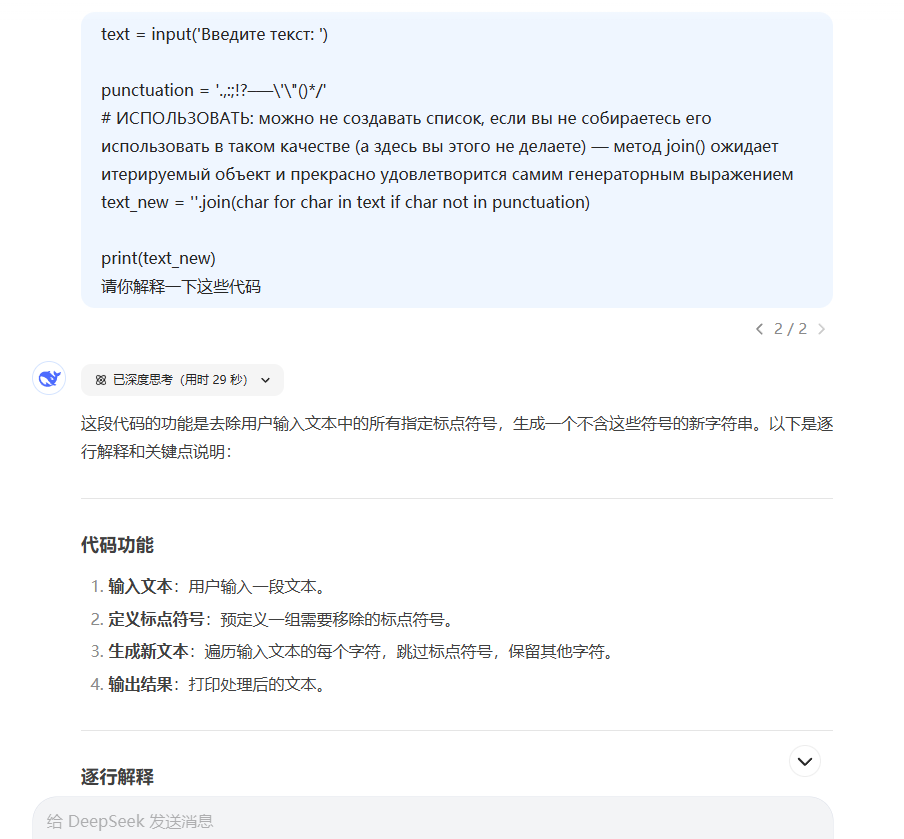 text = input('Введите текст: ')
punctuation = '.,:;!?—–-\'\"()*/'
# ИСПОЛЬЗОВАТЬ: можно не создавать список, если вы не собираетесь его
использовать в таком качестве (а здесь вы этого не делаете) — метод join() ожидает
итерируемый объект и прекрасно удовлетворится самим генераторным выражением
text_new = ''.join(char for char in text if char not in punctuation)
print(text_new)
请你解释一下这些代码
2 / 2
已深度思考（用时 29 秒）
这段代码的功能是去除用户输入文本中的所有指定标点符号，生成一个不含这些符号的新字符串。以下是逐
行解释和关键点说明：
代码功能
1. 输入文本：用户输入一段文本。
2. 定义标点符号：预定义一组需要移除的标点符号。
3. 生成新文本：遍历输入文本的每个字符，跳过标点符号，保留其他字符。
4. 输出结果：打印处理后的文本。
逐行解释
给 DeepSeek 发送消息